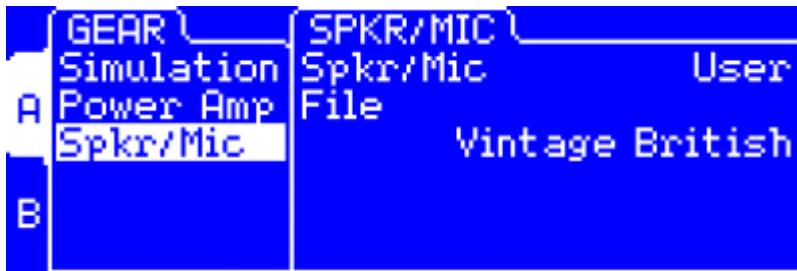 GEAR SPKR/MIC
Simulation Spkr/Mic User
A Power Amp File
Spkr/Mic Vintage British
B